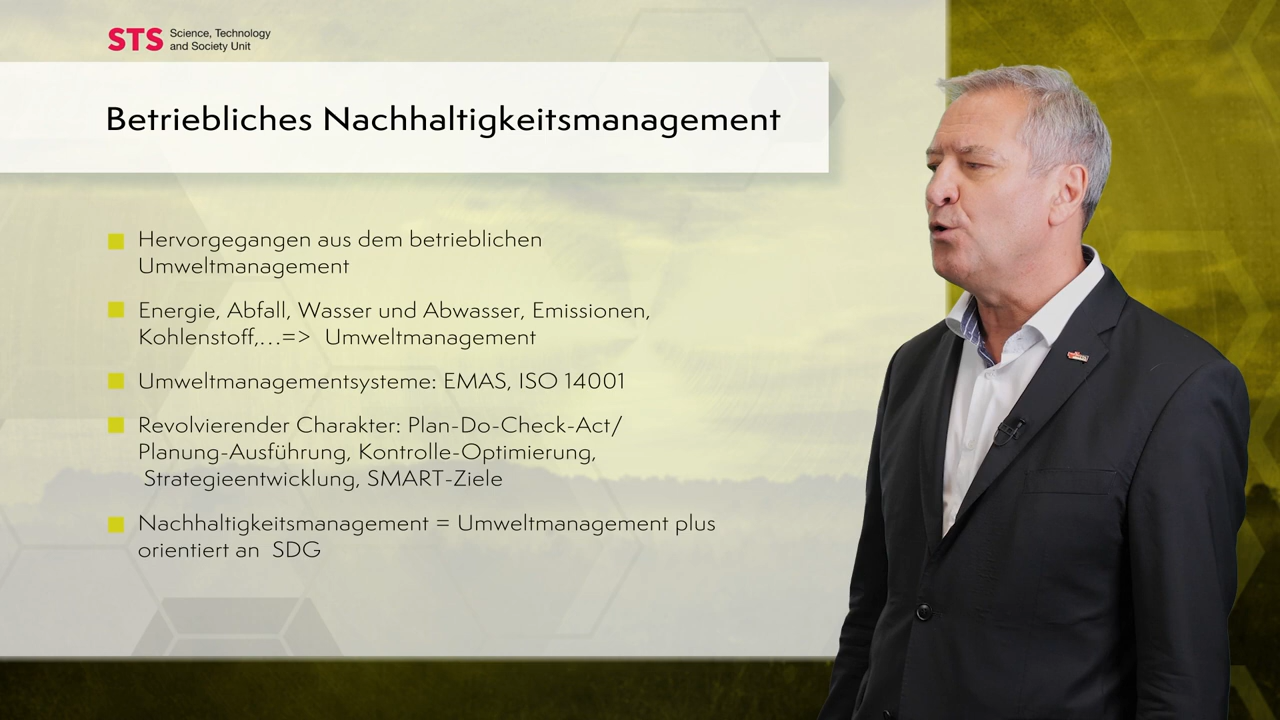 STS Science, Technology
and Society Unit
Betriebliches Nachhaltigkeitsmanagement
Hervorgegangen aus dem betrieblichen
Umweltmanagement
Energie, Abfall, Wasser und Abwasser, Emissionen,
Kohlenstoff,...=> Umweltmanagement
Umweltmanagementsysteme: EMAS, ISO 14001
Revolvierender Charakter: Plan-Do-Check-Act/
Planung-Ausführung, Kontrolle-Optimierung,
Strategieentwicklung, SMART-Ziele
Nachhaltigkeitsmanagement = Umweltmanagement plus
orientiert an SDG